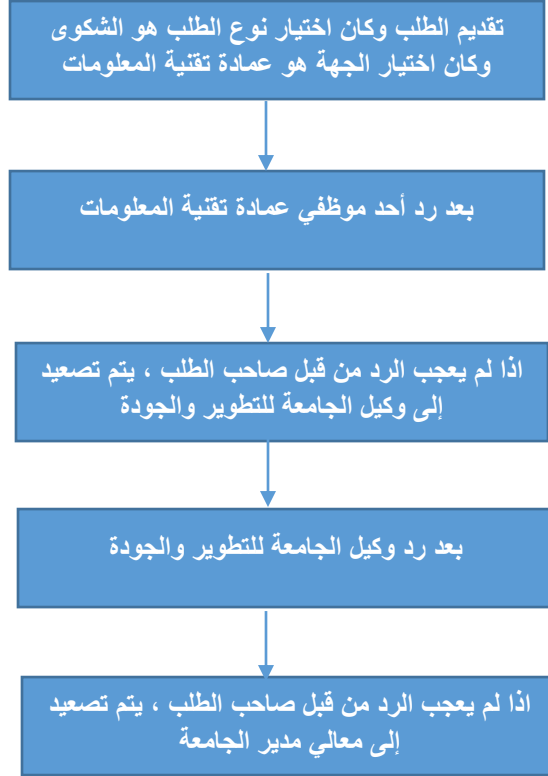 تقديم الطلب وكان اختيار نوع الطلب هو الشكوى
وكان اختيار الجهة هو عمادة تقنية المعلومات
بعد رد أحد موظفي عمادة تقنية المعلومات
اذا لم يعجب الرد من قبل صاحب الطلب ، يتم تصعيد
إلى وكيل الجامعة للتطوير والجودة
بعد رد وكيل الجامعة للتطوير والجودة
اذا لم يعجب الرد من قبل صاحب الطلب ، يتم تصعيد
إلى معالي مدير الجامعة